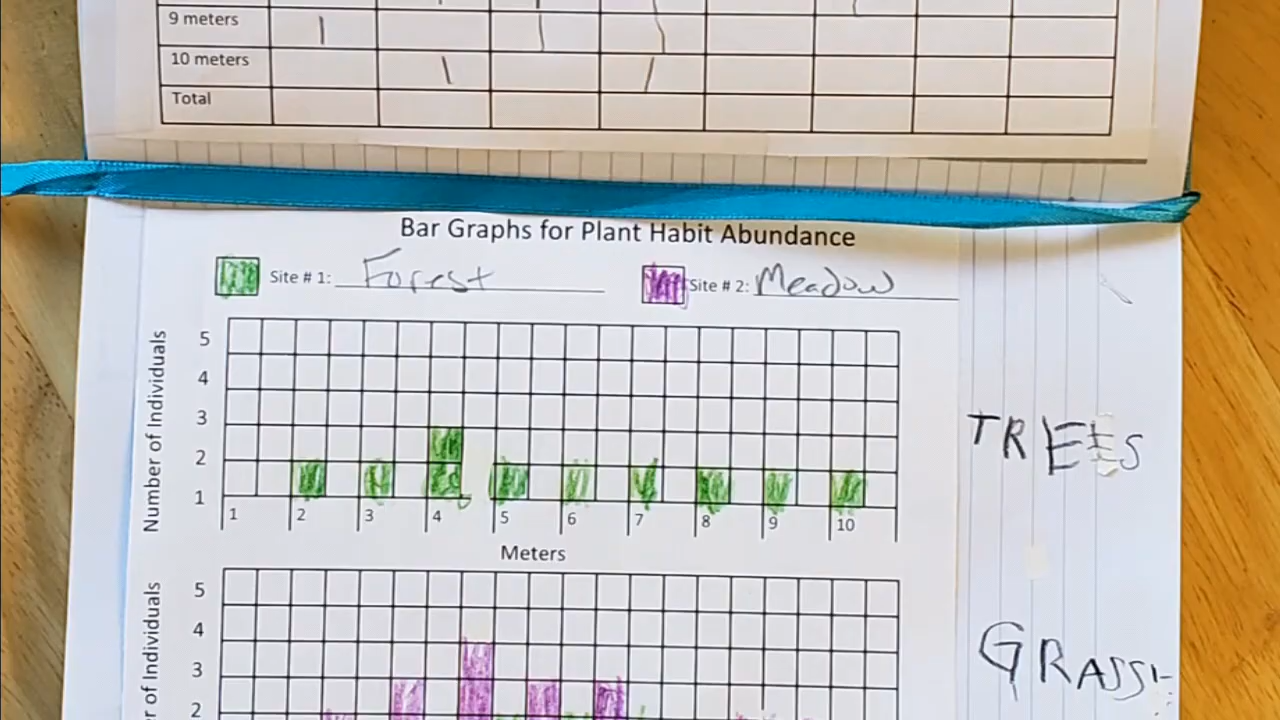 9 meters
10 meters
Total
Bar Graphs for Plant Habit Abundance
Site # 1: Forest
Site # 2: Meadow
Number of Individuals
5
4
3
2
1
1 2 3 4 5 6 7 8 9 10
Meters
TREES
of Individuals
5
4
3
2
GRASS